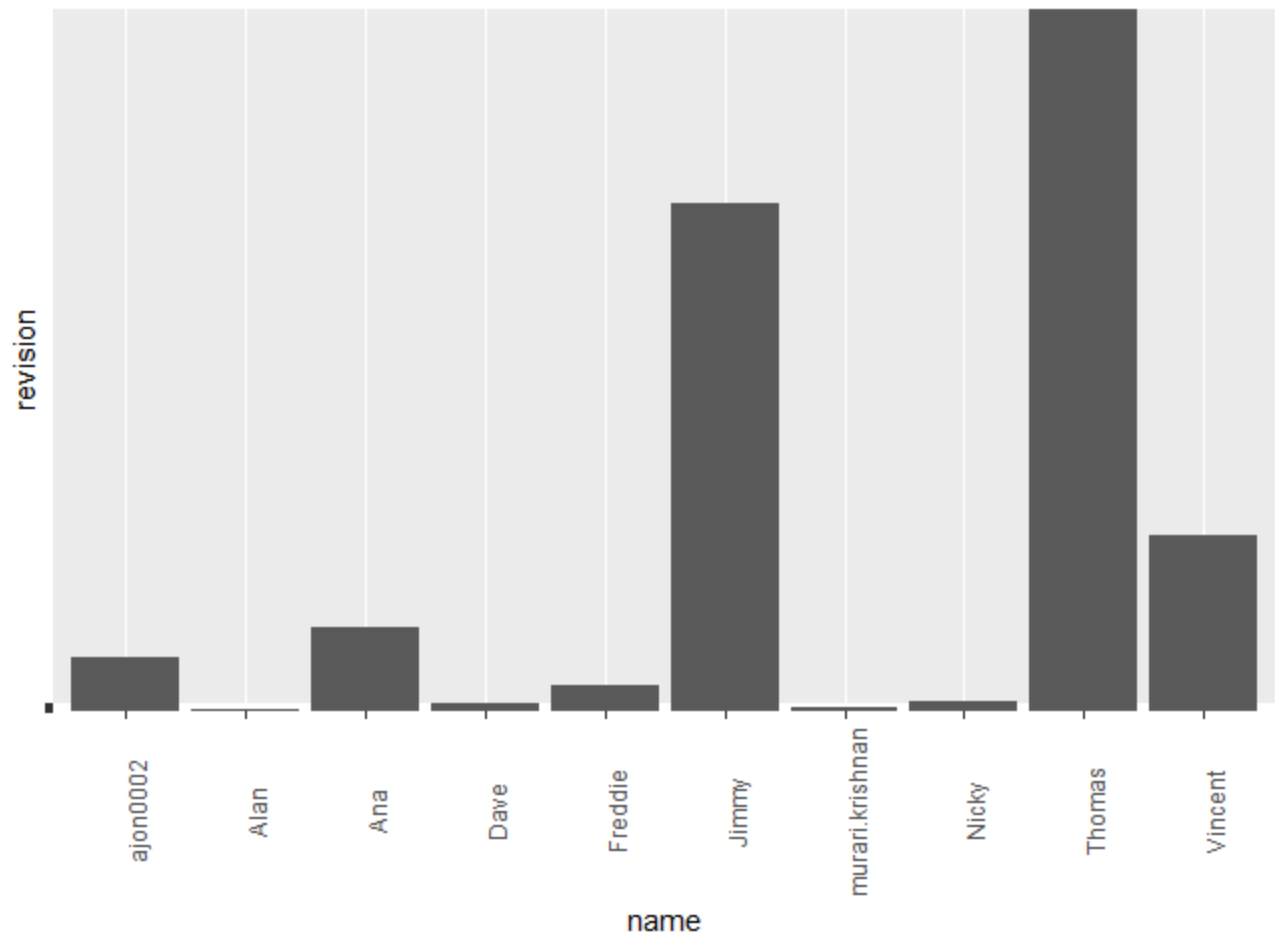 revision
ajon0002
Alan
Ana
Dave
Freddie
Jimmy
murari.krishnan
Nicky
Thomas
Vincent
name